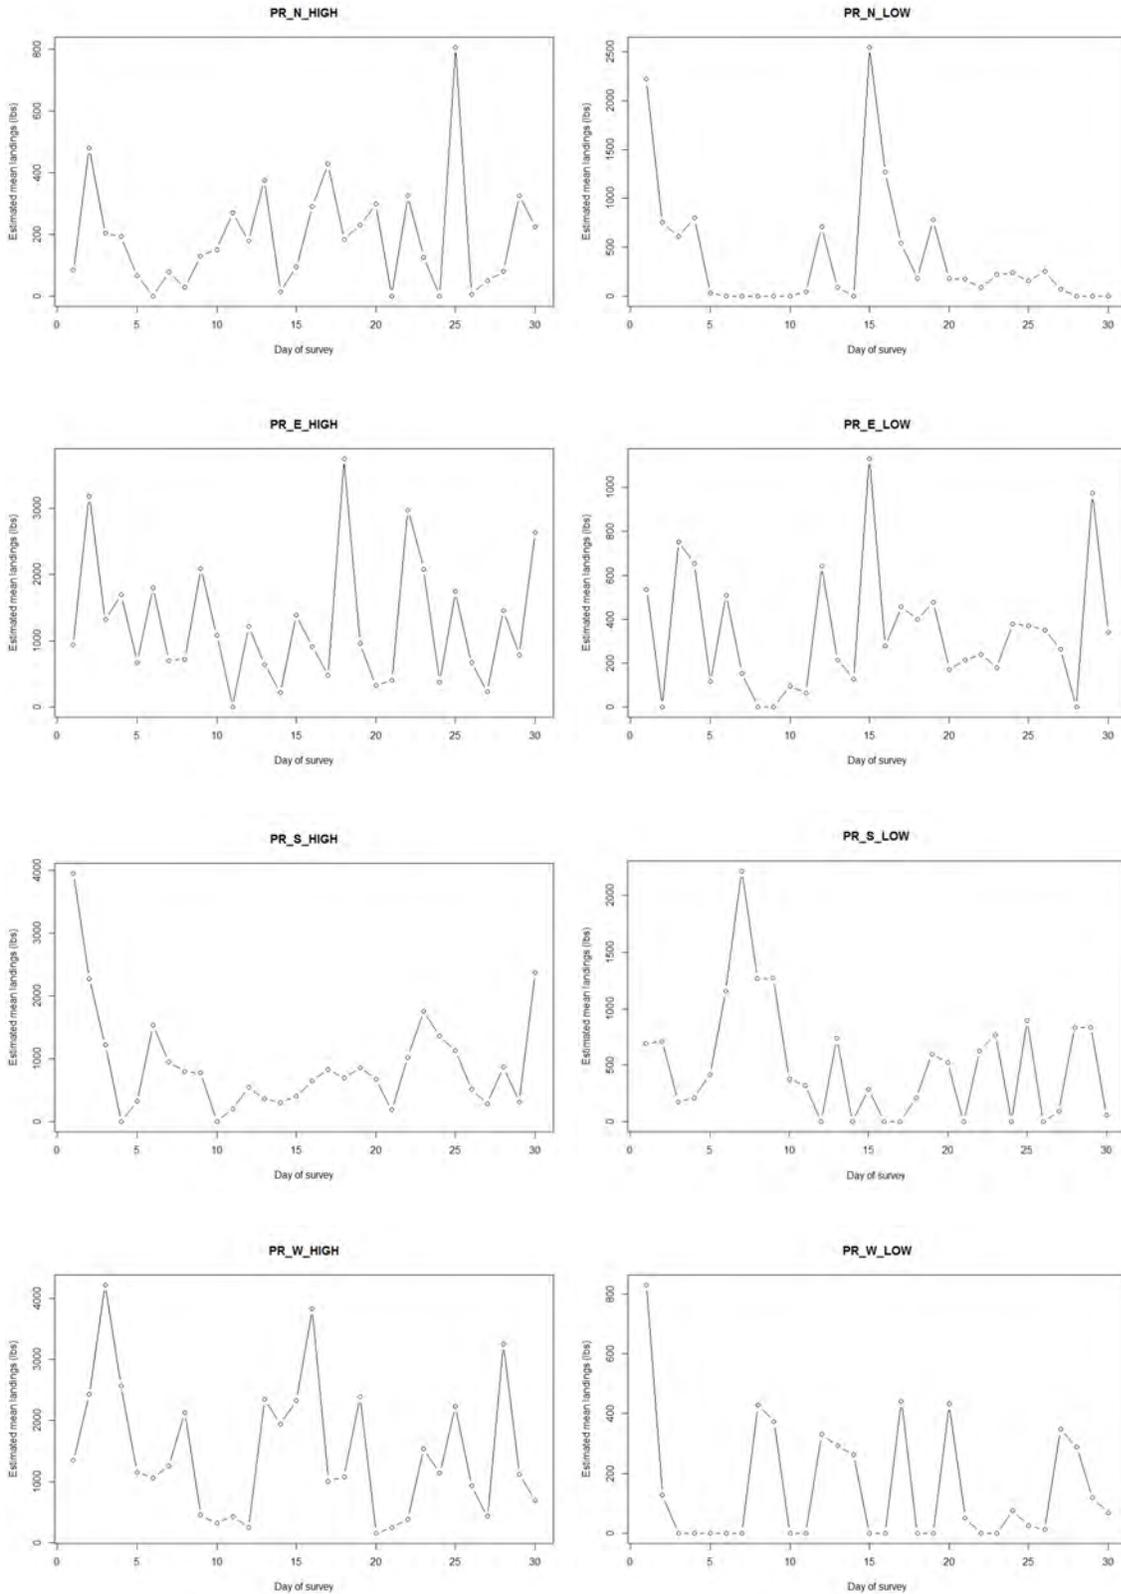 PR_N_HIGH
Estimated mean landings (lbs)
800
600
400
200
0
0 5 10 15 20 25 30
Day of survey
PR_N_LOW
Estimated mean landings (lbs)
2500
2000
1500
1000
500
0
0 5 10 15 20 25 30
Day of survey
PR_E_HIGH
Estimated mean landings (lbs)
3000
2000
1000
0
0 5 10 15 20 25 30
Day of survey
PR_E_LOW
Estimated mean landings (lbs)
1000
800
600
400
200
0
0 5 10 15 20 25 30
Day of survey
PR_S_HIGH
Estimated mean landings (lbs)
4000
3000
2000
1000
0
0 5 10 15 20 25 30
Day of survey
PR_S_LOW
Estimated mean landings (lbs)
2000
1500
1000
500
0
0 5 10 15 20 25 30
Day of survey
PR_W_HIGH
Estimated mean landings (lbs)
4000
3000
2000
1000
0
0 5 10 15 20 25 30
Day of survey
PR_W_LOW
Estimated mean landings (lbs)
800
600
400
200
0
0 5 10 15 20 25 30
Day of survey